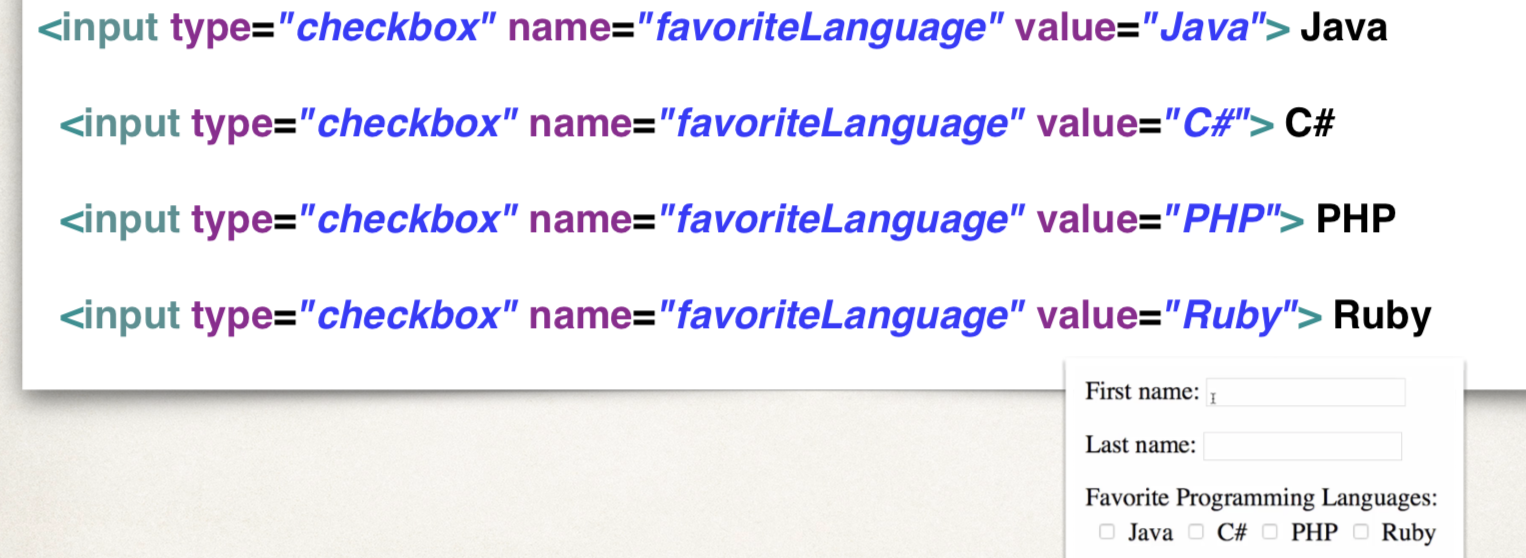 <input type="checkbox" name="favoriteLanguage" value="Java"> Java
<input type="checkbox" name="favoriteLanguage" value="C#"> C#
<input type="checkbox" name="favoriteLanguage" value="PHP"> PHP
<input type="checkbox" name="favoriteLanguage" value="Ruby"> Ruby
First name:
Last name:
Favorite Programming Languages:
Java C# PHP Ruby